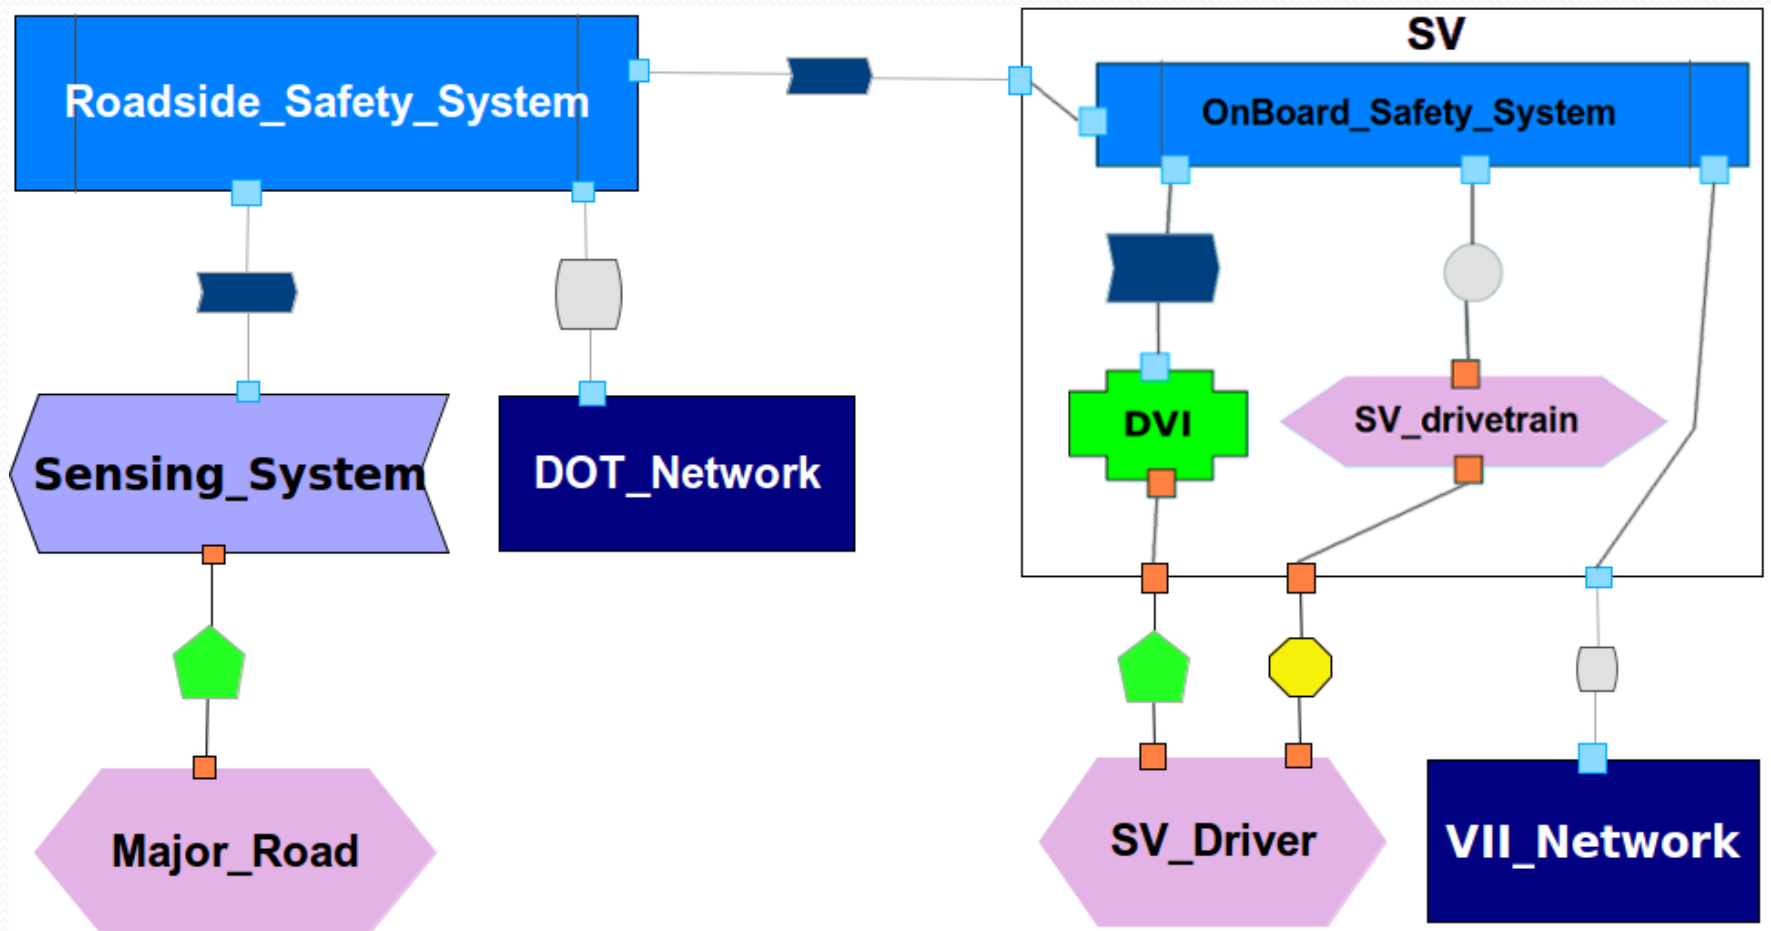 SV
Roadside_Safety_System
OnBoard_Safety_System
DVI
SV_drivetrain
Sensing_System
DOT_Network
Major_Road
SV_Driver
VII_Network